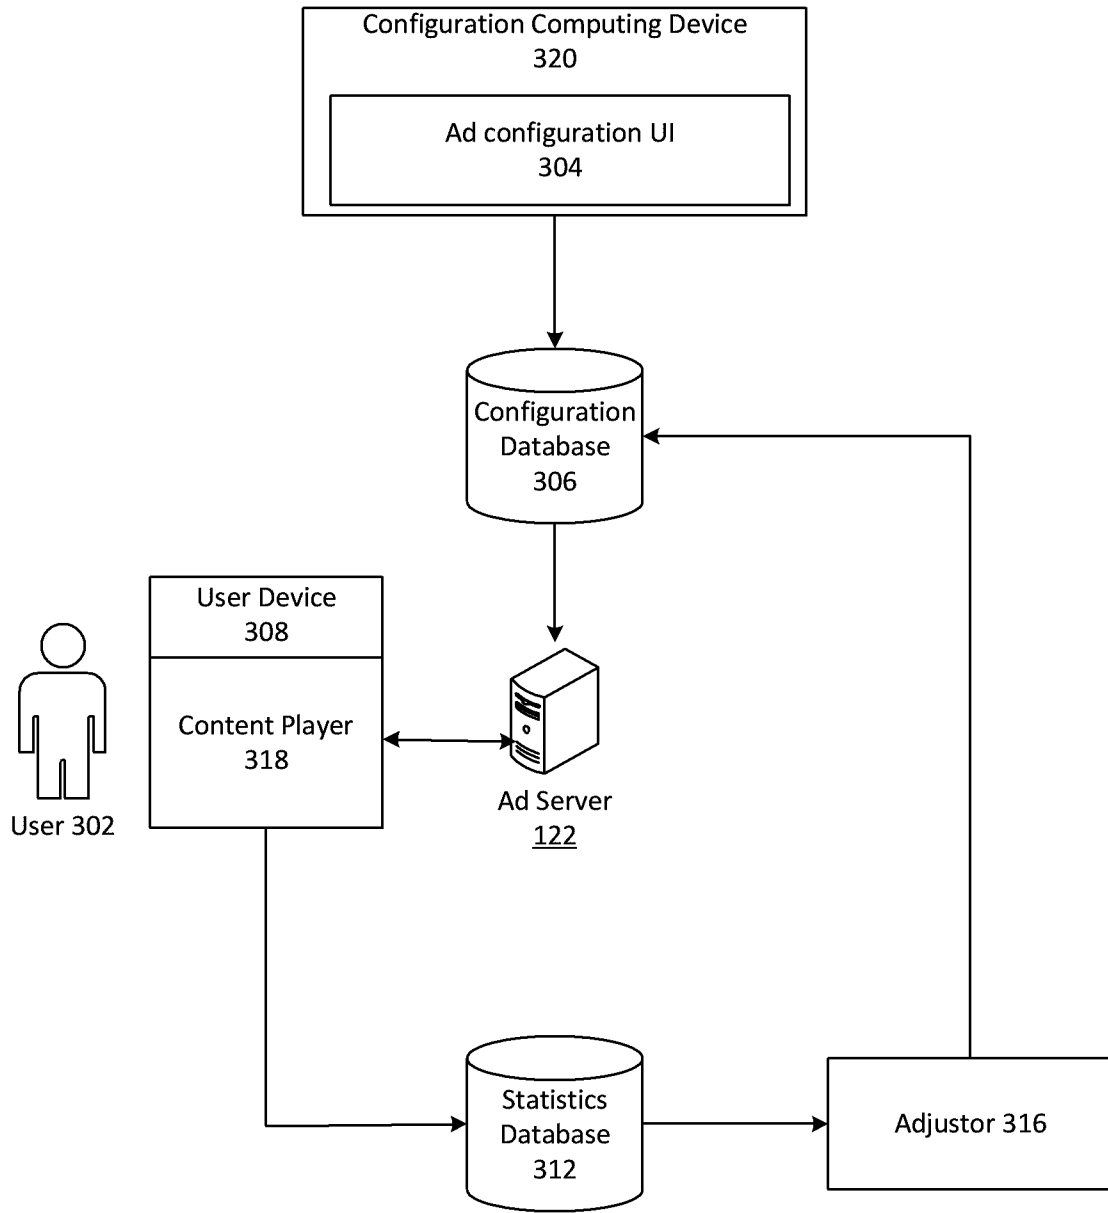 Configuration Computing Device
320
Ad configuration UI
304
Configuration
Database
306
User Device
308
Content Player
318
User 302
Ad Server
122
Statistics
Database
312
Adjustor 316